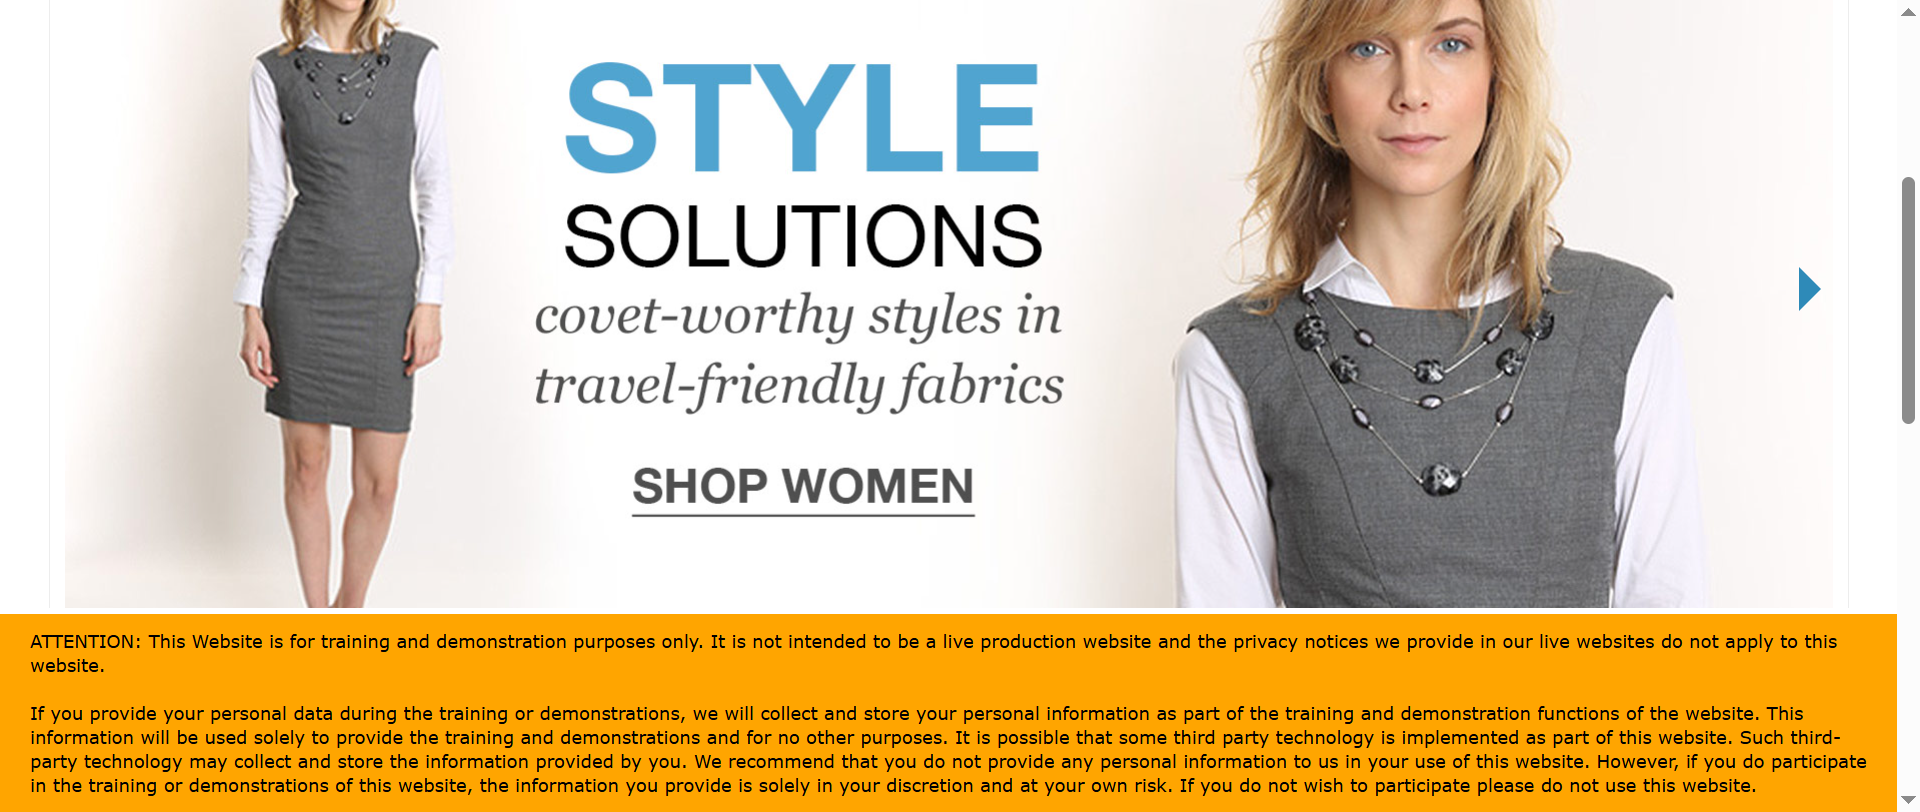 STYLE
SOLUTIONS
covet-worthy styles in
travel-friendly fabrics
SHOP WOMEN
ATTENTION: This Website is for training and demonstration purposes only. It is not intended to be a live production website and the privacy notices we provide in our live websites do not apply to this
website.
If you provide your personal data during the training or demonstrations, we will collect and store your personal information as part of the training and demonstration functions of the website. This
information will be used solely to provide the training and demonstrations and for no other purposes. It is possible that some third party technology is implemented as part of this website. Such third-
party technology may collect and store the information provided by you. We recommend that you do not provide any personal information to us in your use of this website. However, if you do participate
in the training or demonstrations of this website, the information you provide is solely in your discretion and at your own risk. If you do not wish to participate please do not use this website.